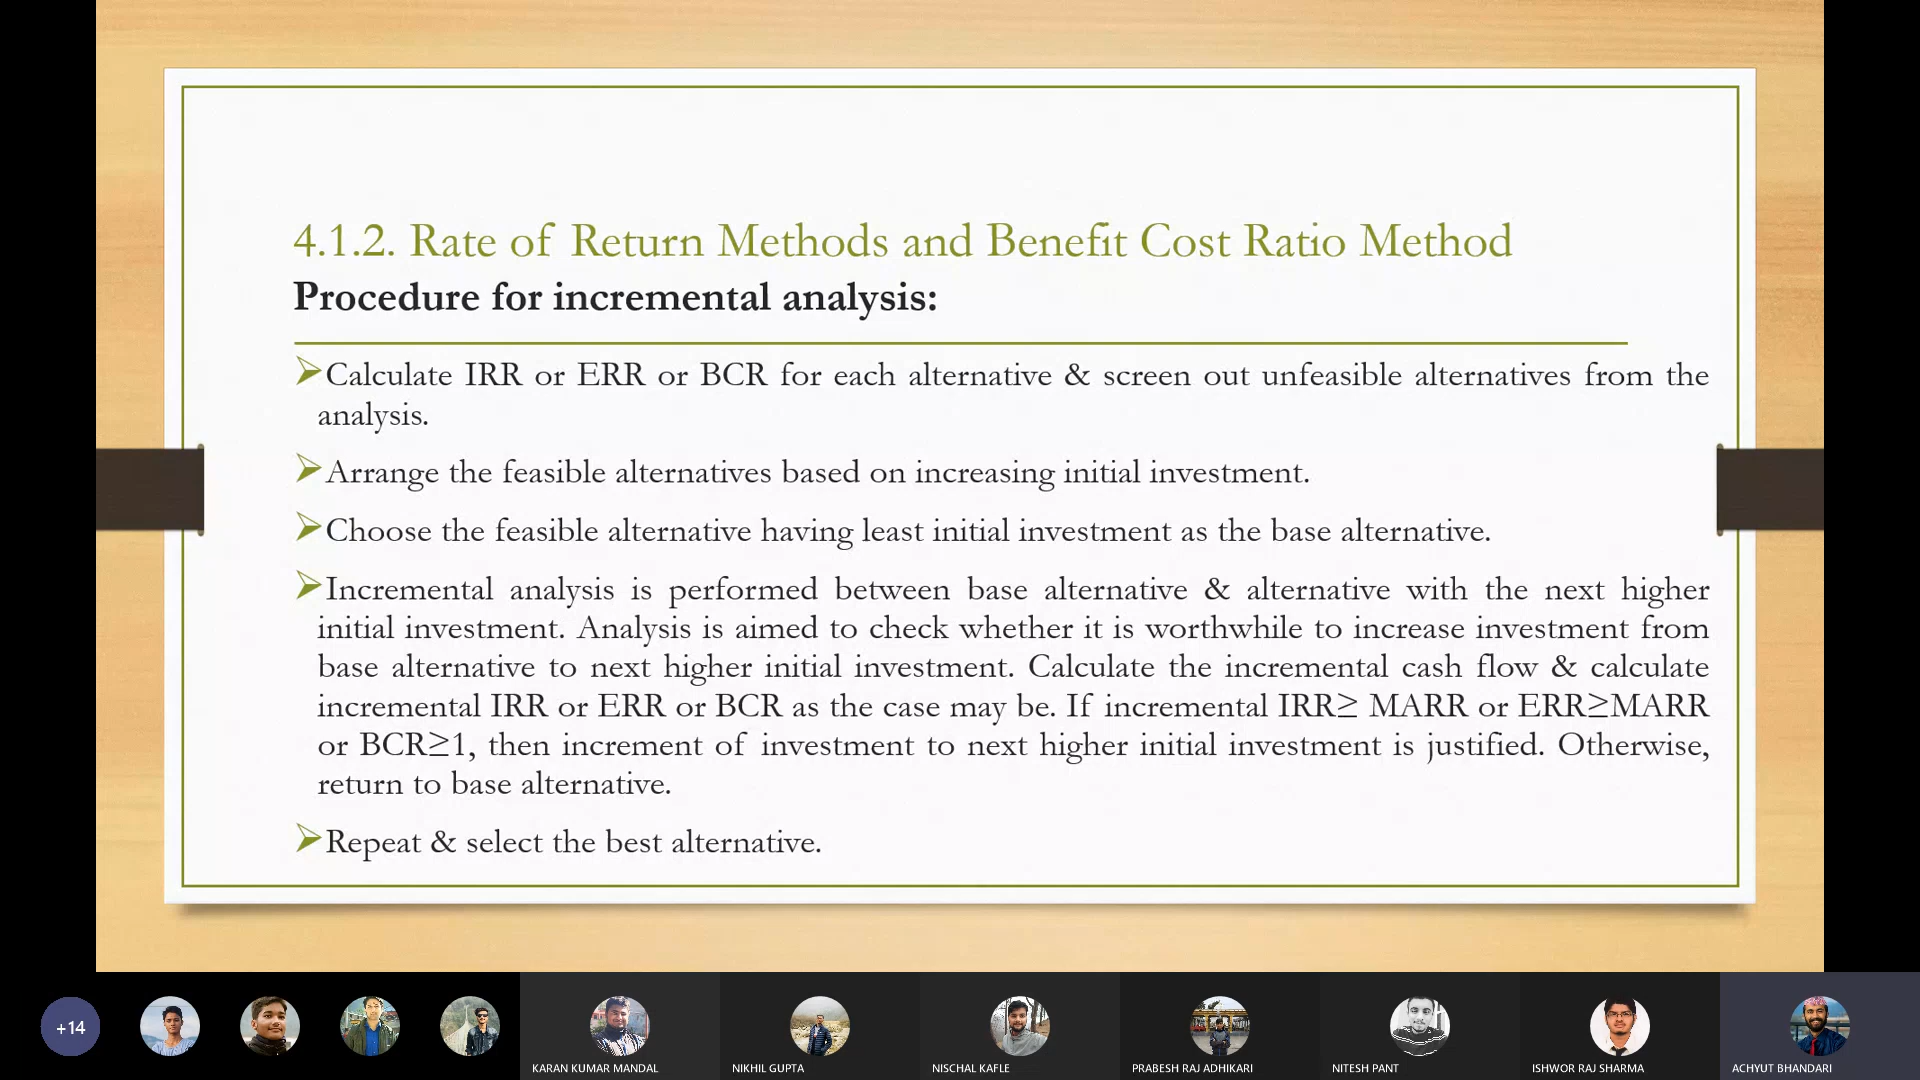 4.1.2. Rate of Return Methods and Benefit Cost Ratio Method
Procedure for incremental analysis:
Calculate IRR or ERR or BCR for each alternative & screen out unfeasible alternatives from the
analysis.
Arrange the feasible alternatives based on increasing initial investment.
Choose the feasible alternative having least initial investment as the base alternative.
Incremental analysis is performed between base alternative & alternative with the next higher
initial investment. Analysis is aimed to check whether it is worthwhile to increase investment from
base alternative to next higher initial investment. Calculate the incremental cash flow & calculate
incremental IRR or ERR or BCR as the case may be. If incremental IRR≥ MARR or ERR≥MARR
or BCR≥1, then increment of investment to next higher initial investment is justified. Otherwise,
return to base alternative.
Repeat & select the best alternative.
+14
KARAN KUMAR MANDAL
NIKHIL GUPTA
NISCHAL KAFLE
PRABESH RAJ ADHIKARI
NITESH PANT
ISHWOR RAJ SHARMA
ACHYUT BHANDARI